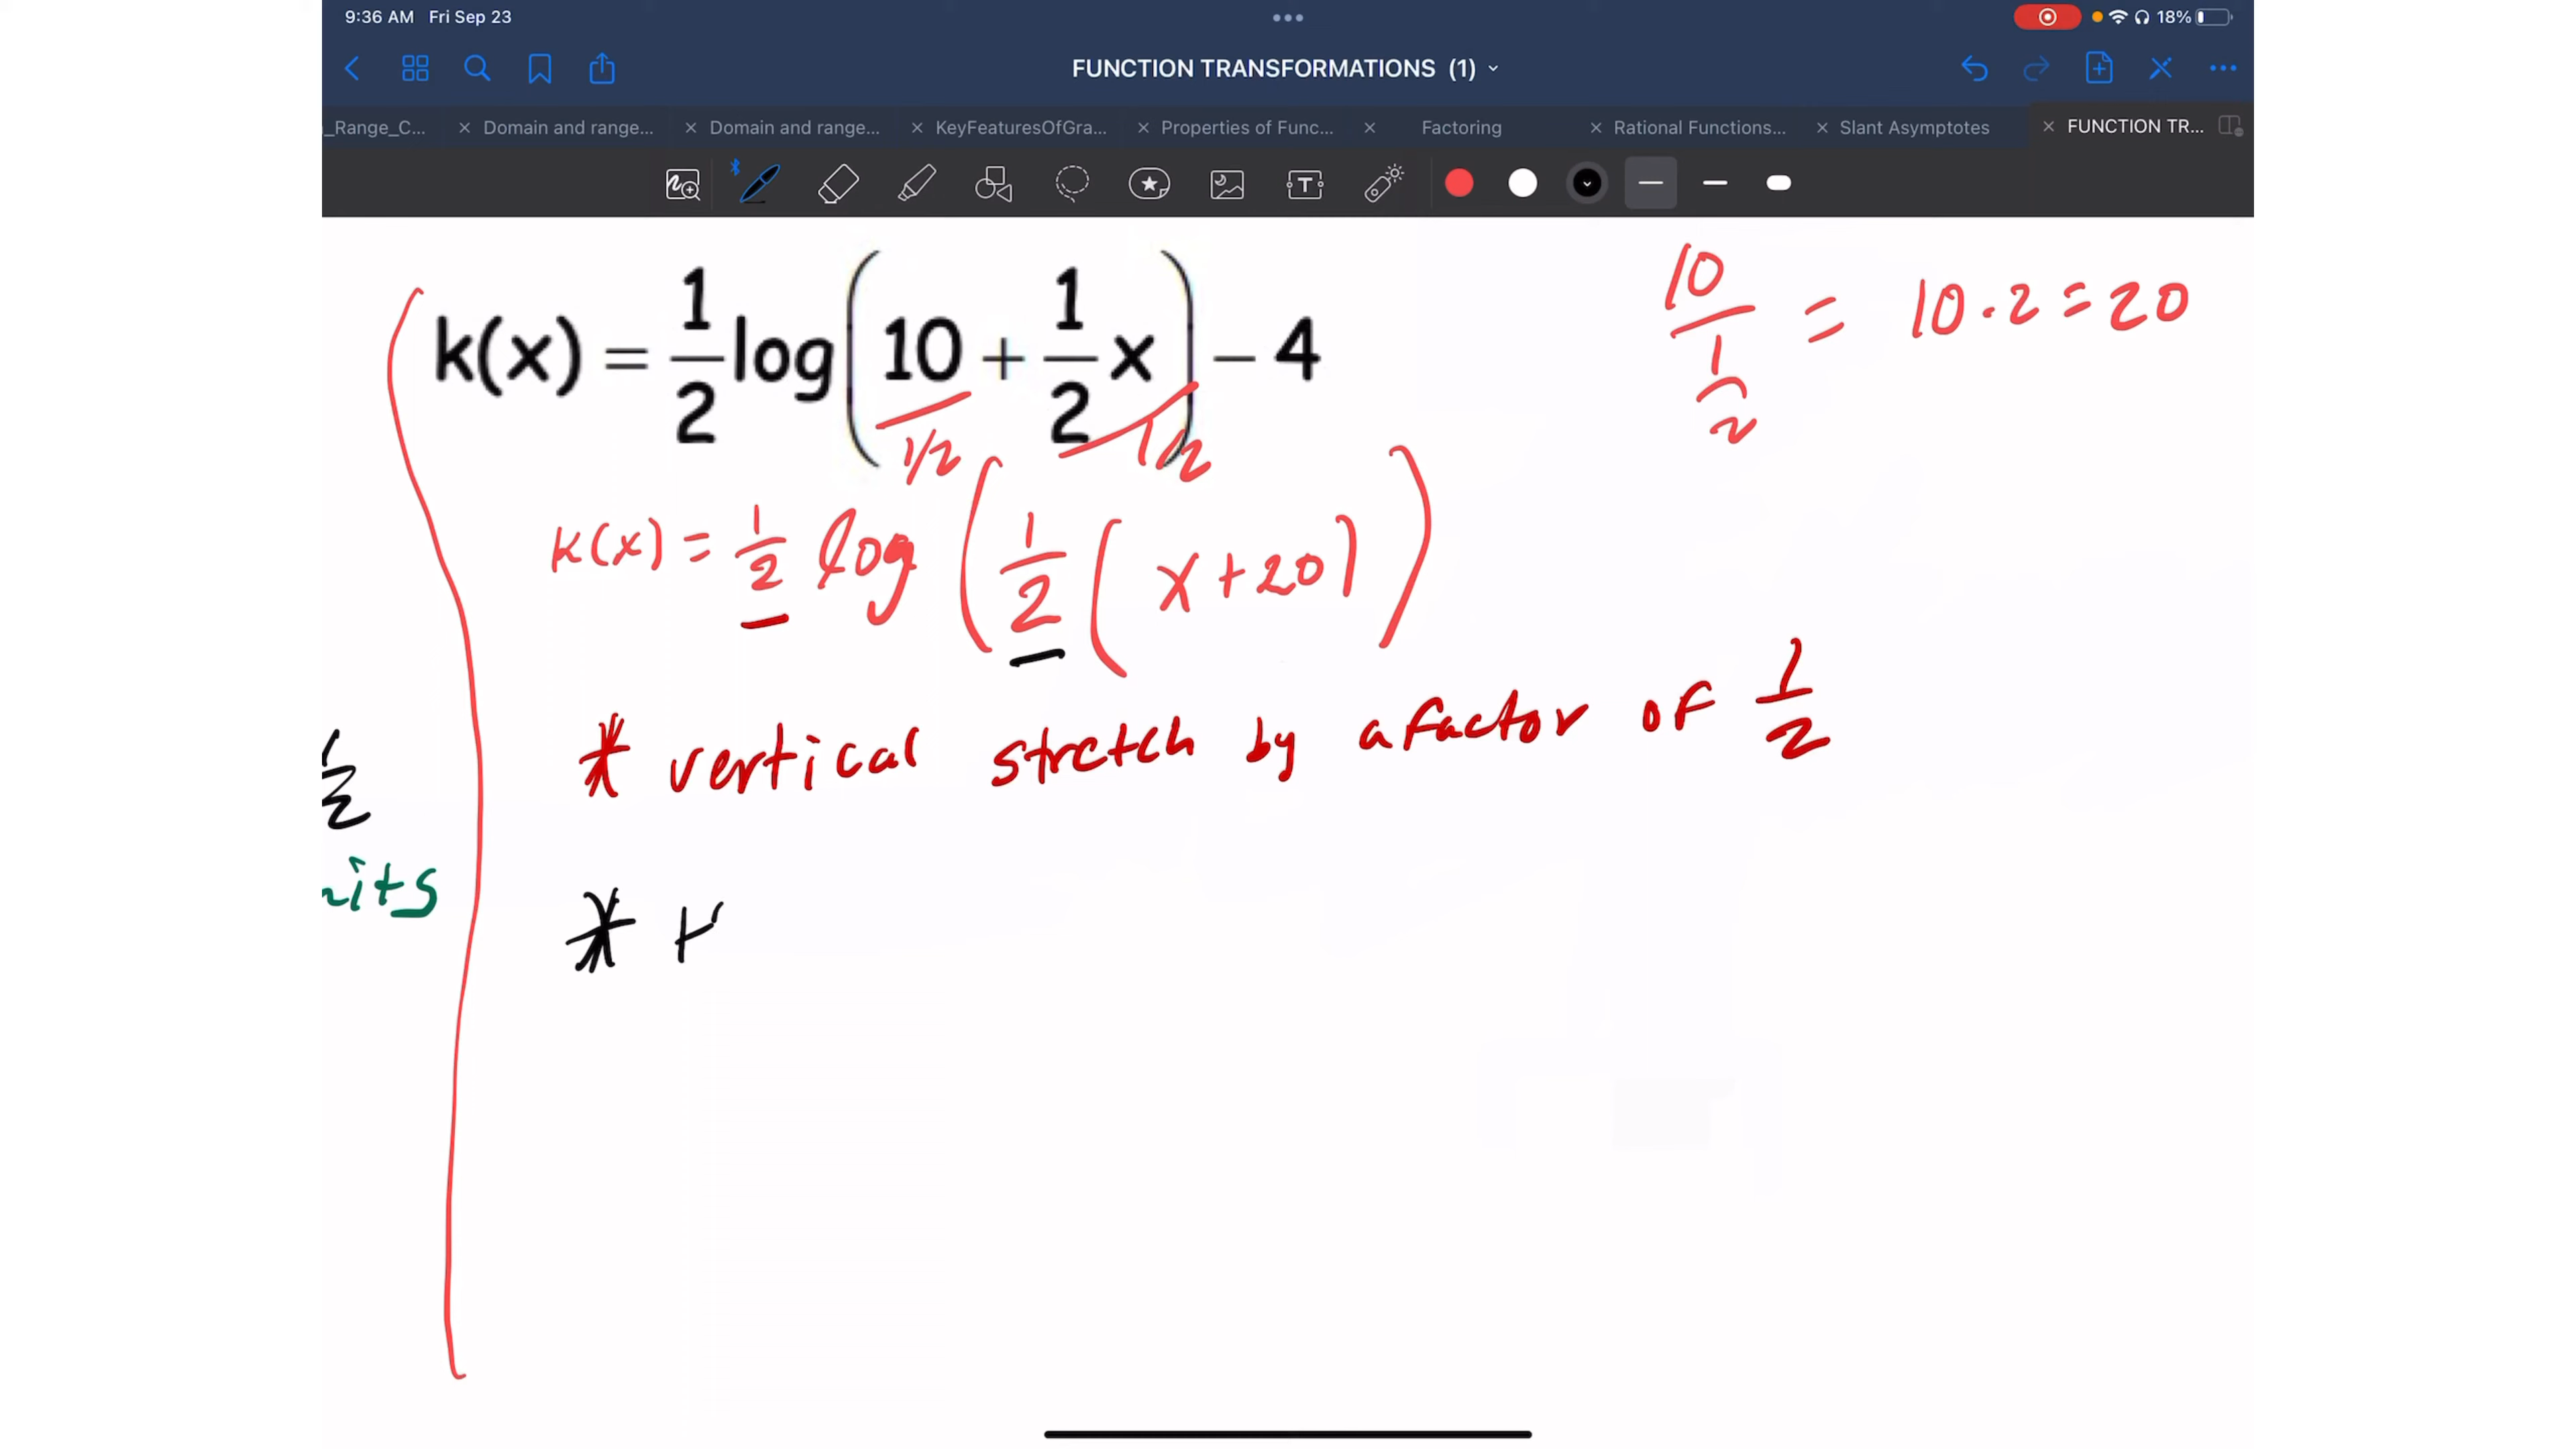 9:36 AM Fri Sep 23
18%
FUNCTION TRANSFORMATIONS (1)
_Range_C... Domain and range... Domain and range... KeyFeaturesOfGra... Properties of Func... Factoring Rational Functions... Slant Asymptotes FUNCTION TR...
k(x) = 1/2 log(10 + 1/2 x) - 4
1/2 1/2
10/(1/2) = 10 · 2 = 20
k(x) = 1/2 log (1/2 (x+20))
* vertical stretch by a factor of 1/2
1/2
nits
*